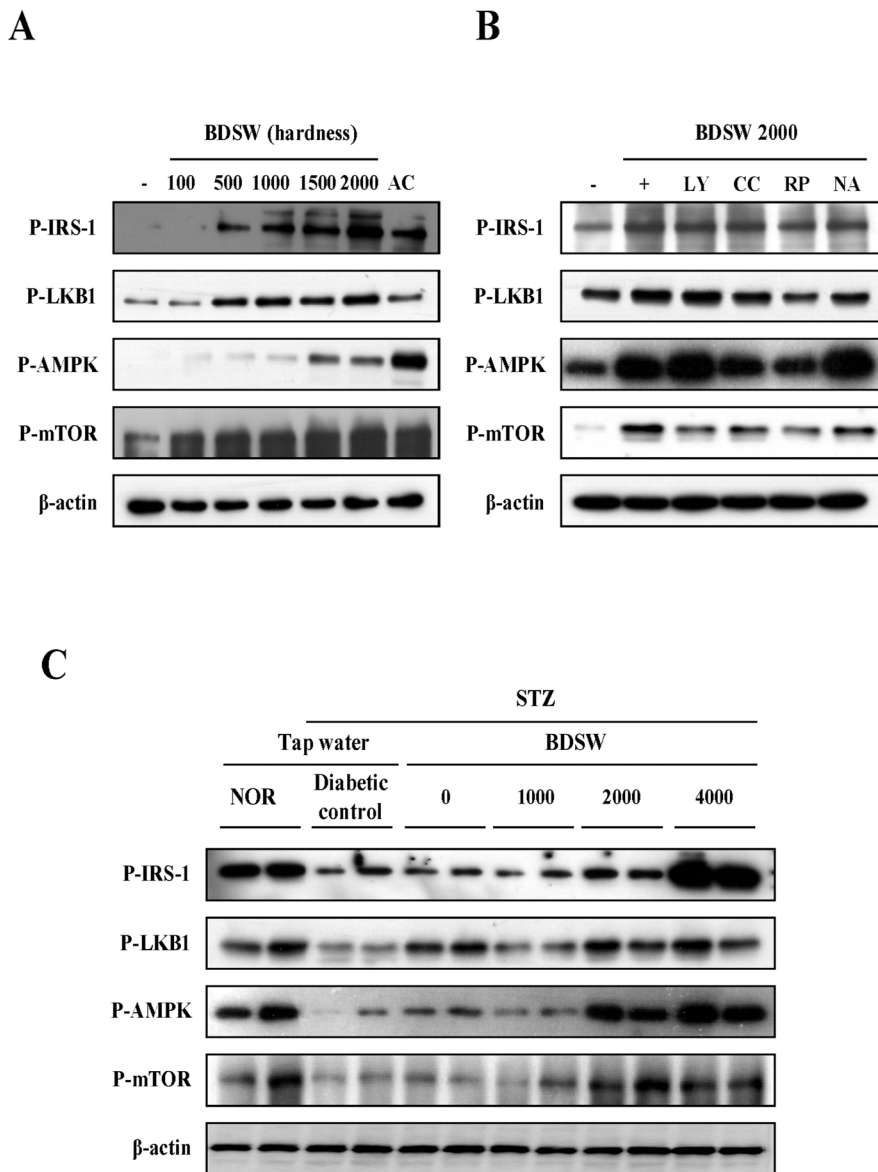 A
BDSW (hardness)
- 100 500 1000 1500 2000 AC
P-IRS-1
P-LKB1
P-AMPK
P-mTOR
β-actin
B
BDSW 2000
- + LY CC RP NA
P-IRS-1
P-LKB1
P-AMPK
P-mTOR
β-actin
C
STZ
Tap water BDSW
NOR Diabetic control 0 1000 2000 4000
P-IRS-1
P-LKB1
P-AMPK
P-mTOR
β-actin